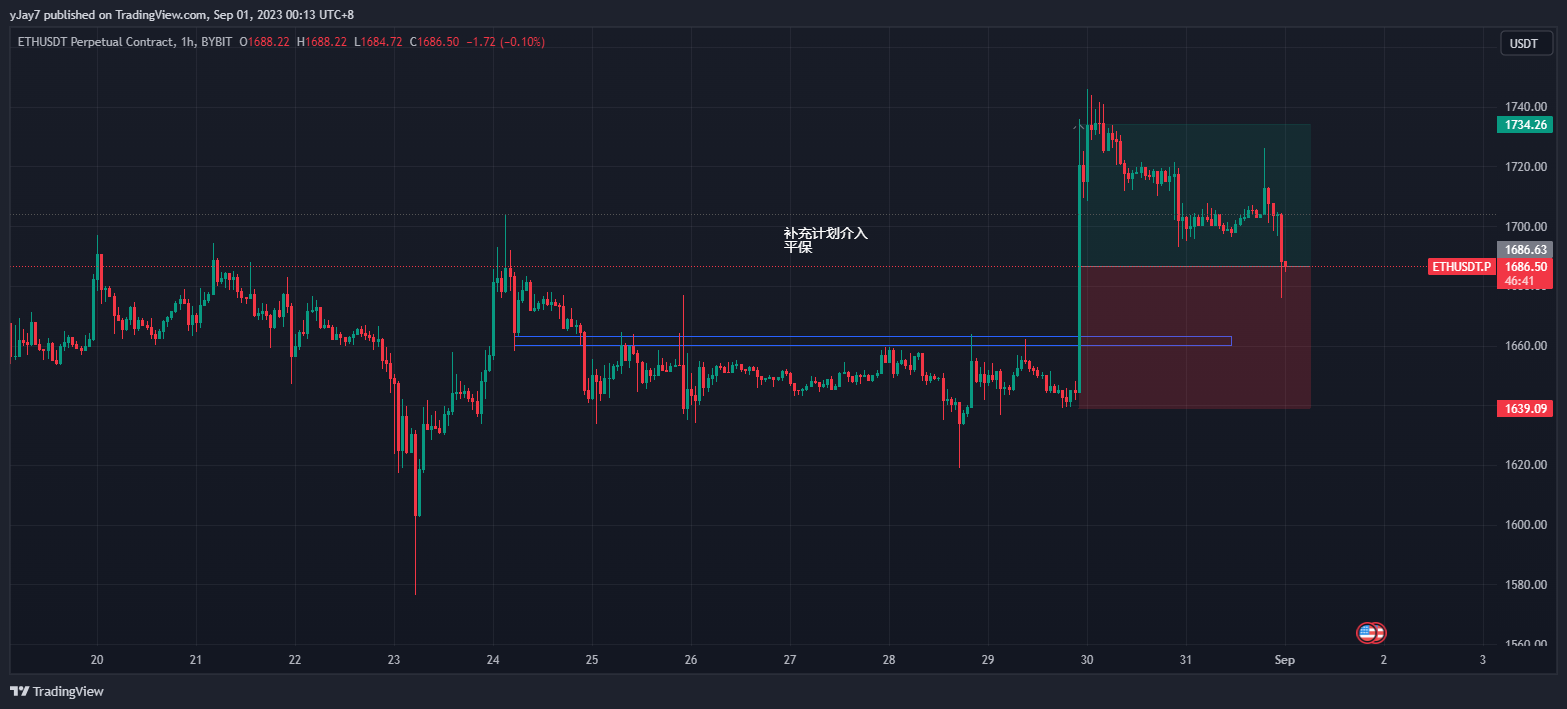 yJay7 published on TradingView.com, Sep 01, 2023 00:13 UTC+8
ETHUSDT Perpetual Contract, 1h, BYBIT O1688.22 H1688.22 L1684.72 C1686.50 −1.72 (−0.10%)
USDT
1740.00
1734.26
1720.00
补充计划介入
平保
1700.00
1686.63
ETHUSDT.P 1686.50
46:41
1660.00
1639.09
1620.00
1600.00
1580.00
1560.00
20 21 22 23 24 25 26 27 28 29 30 31 Sep 2 3
TradingView